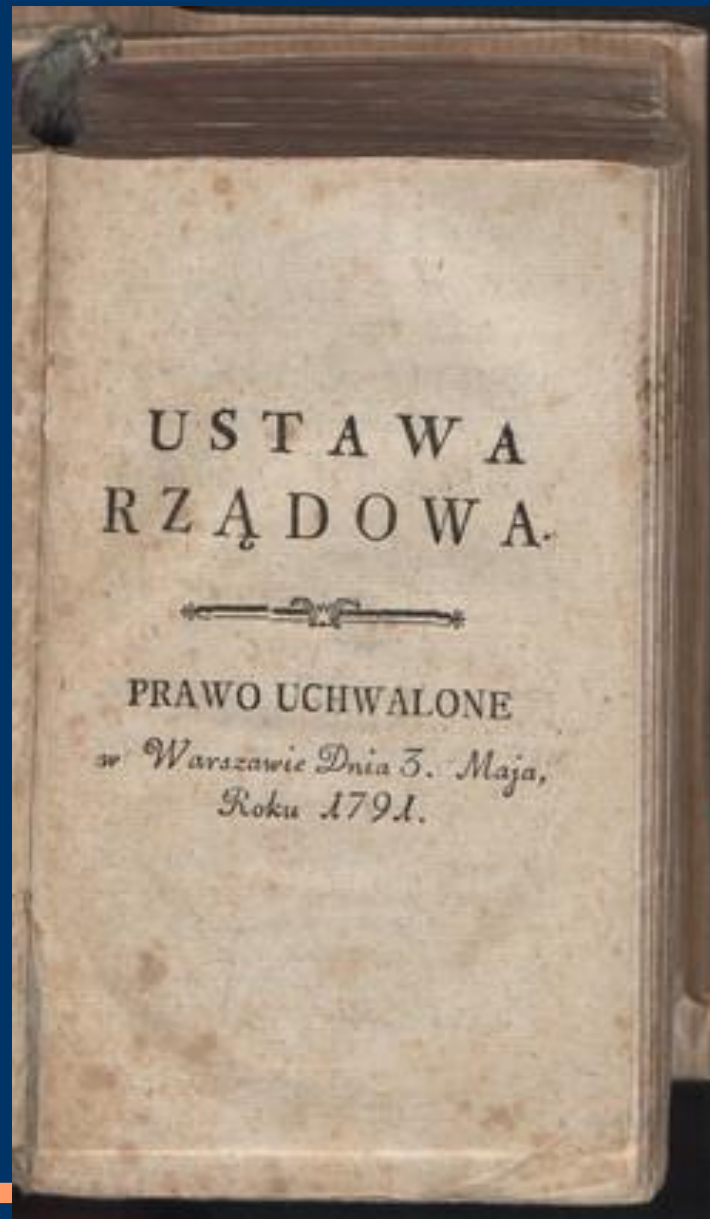 USTAWA
RZĄDOWA.
PRAWO UCHWALONE
w Warszawie Dnia 3. Maja,
Roku 1791.